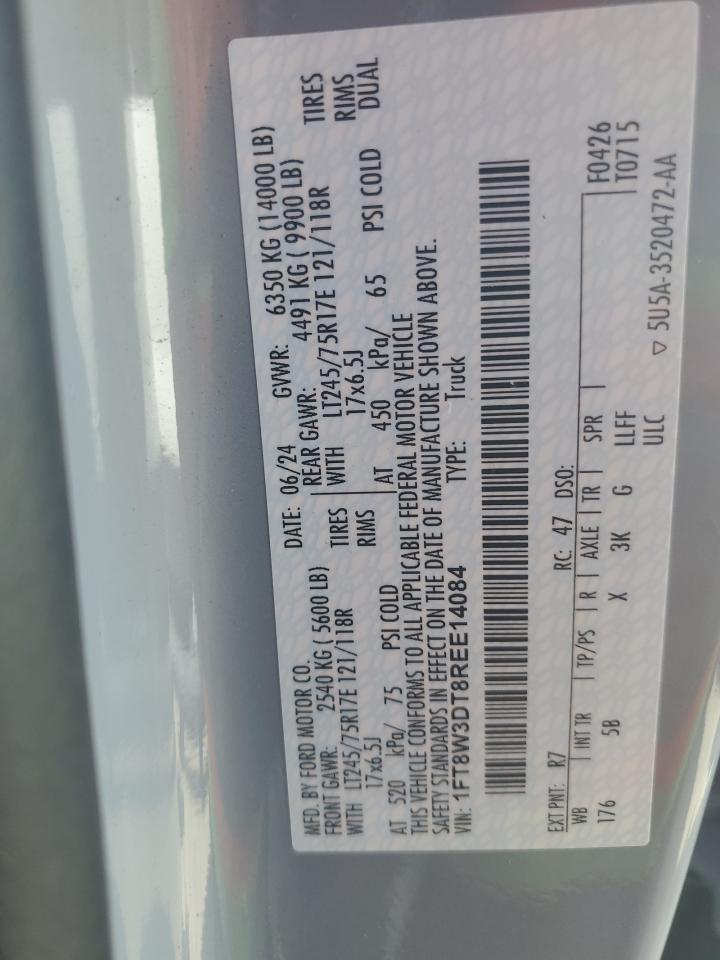 MFD. BY FORD MOTOR CO.
DATE: 06/24 GVWR: 6350 KG (14000 LB)
FRONT GAWR: 2540 KG ( 5600 LB)
REAR GAWR: 4491 KG ( 9900 LB)
WITH LT245/75R17E 121/118R TIRES
WITH LT245/75R17E 121/118R TIRES
17x6.5J RIMS
17x6.5J RIMS
AT 520 kPa/ 75 PSI COLD
AT 450 kPa/ 65 PSI COLD DUAL
THIS VEHICLE CONFORMS TO ALL APPLICABLE FEDERAL MOTOR VEHICLE
SAFETY STANDARDS IN EFFECT ON THE DATE OF MANUFACTURE SHOWN ABOVE.
VIN: 1FT8W3DT8REE14084 TYPE: Truck
EXT PNT: R7 RC: 47 DSO:
WB INT TR TP/PS R AXLE TR SPR F0426
176 5B X 3K G LLFF T0715
ULC
▽ 5U5A-3520472-AA